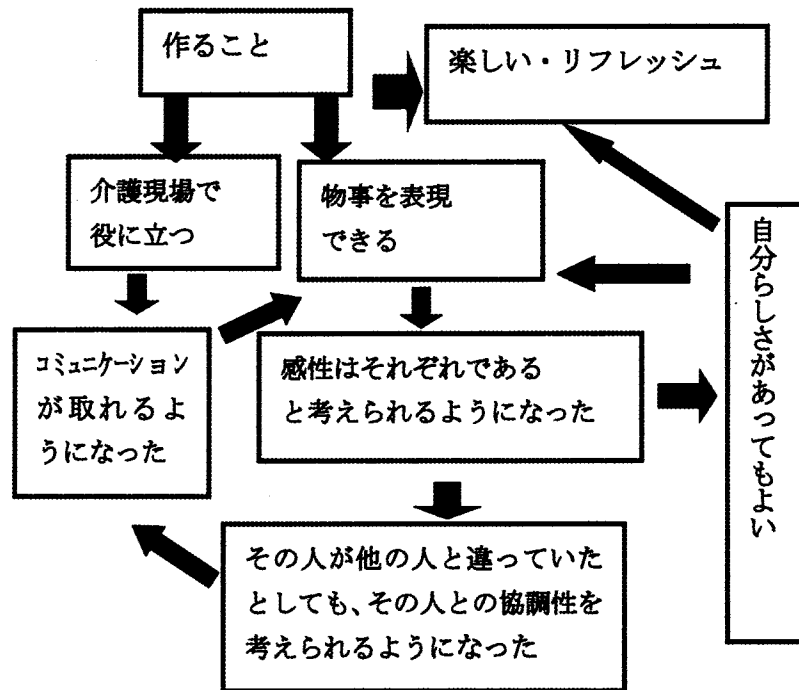 作ること
楽しい・リフレッシュ
介護現場で
役に立つ
物事を表現
できる
自分らしさがあってもよい
コミュニケーション
が取れるよ
うになった
感性はそれぞれである
と考えられるようになった
その人が他の人と違っていた
としても、その人との協調性を
考えられるようになった